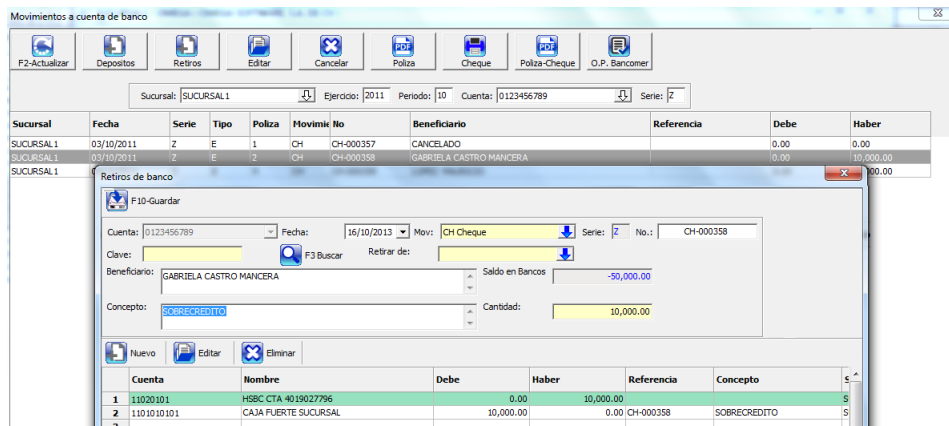 Movimientos a cuenta de banco
F2-Actualizar Depositos Retiros Editar Cancelar Poliza Cheque Poliza-Cheque O.P. Bancomer
Sucursal: SUCURSAL1 Ejercicio: 2011 Periodo: 10 Cuenta: 0123456789 Serie: Z
Sucursal Fecha Serie Tipo Poliza Movimie No Beneficiario Referencia Debe Haber
SUCURSAL1 03/10/2011 Z E 1 CH CH-000357 CANCELADO 0.00 0.00
SUCURSAL1 03/10/2011 Z E 2 CH CH-000358 GABRIELA CASTRO MANCERA 0.00 10,000.00
SUCURSAL1
Retiros de banco
F10-Guardar
Cuenta: 0123456789 Fecha: 16/10/2013 Mov: CH Cheque Serie: Z No.: CH-000358
Clave: F3 Buscar Retirar de:
Beneficiario: GABRIELA CASTRO MANCERA Saldo en Bancos -50,000.00
Concepto: SOBRECREDITO Cantidad: 10,000.00
Nuevo Editar Eliminar
Cuenta Nombre Debe Haber Referencia Concepto
1 11020101 HSBC CTA 4019027796 0.00 10,000.00
2 1101010101 CAJA FUERTE SUCURSAL 10,000.00 0.00 CH-000358 SOBRECREDITO